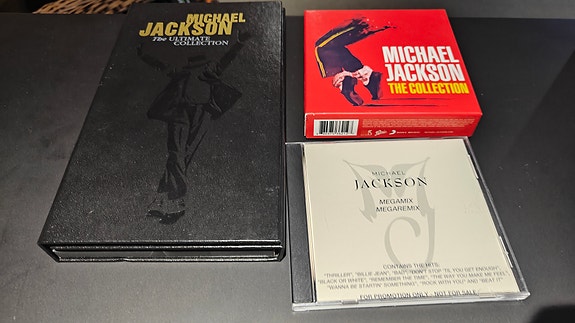 MICHAEL
JACKSON
The ULTIMATE
COLLECTION
MICHAEL
JACKSON
THE COLLECTION
MICHAEL
JACKSON
MEGAMIX
MEGAREMIX
CONTAINS THE HITS:
"THRILLER", "BILLIE JEAN", "BAD", "DON'T STOP 'TIL YOU GET ENOUGH",
"BLACK OR WHITE", "REMEMBER THE TIME", "THE WAY YOU MAKE ME FEEL",
"WANNA BE STARTIN' SOMETHING", "ROCK WITH YOU" AND "BEAT IT"
FOR PROMOTION ONLY - NOT FOR SALE